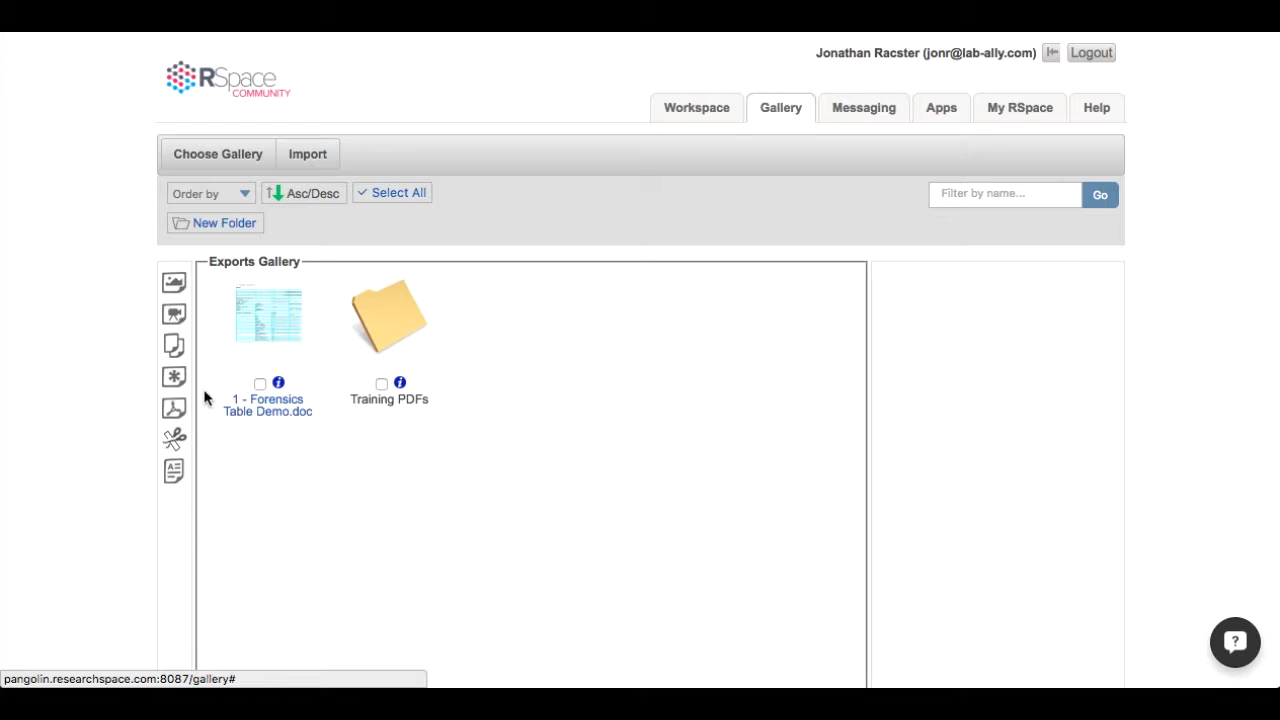 Jonathan Racster (jonr@lab-ally.com) Logout
RSpace
COMMUNITY
Workspace Gallery Messaging Apps My RSpace Help
Choose Gallery Import
Order by Asc/Desc Select All Filter by name... Go
New Folder
Exports Gallery
1 - Forensics
Table Demo.doc
Training PDFs
pangolin.researchspace.com:8087/gallery#